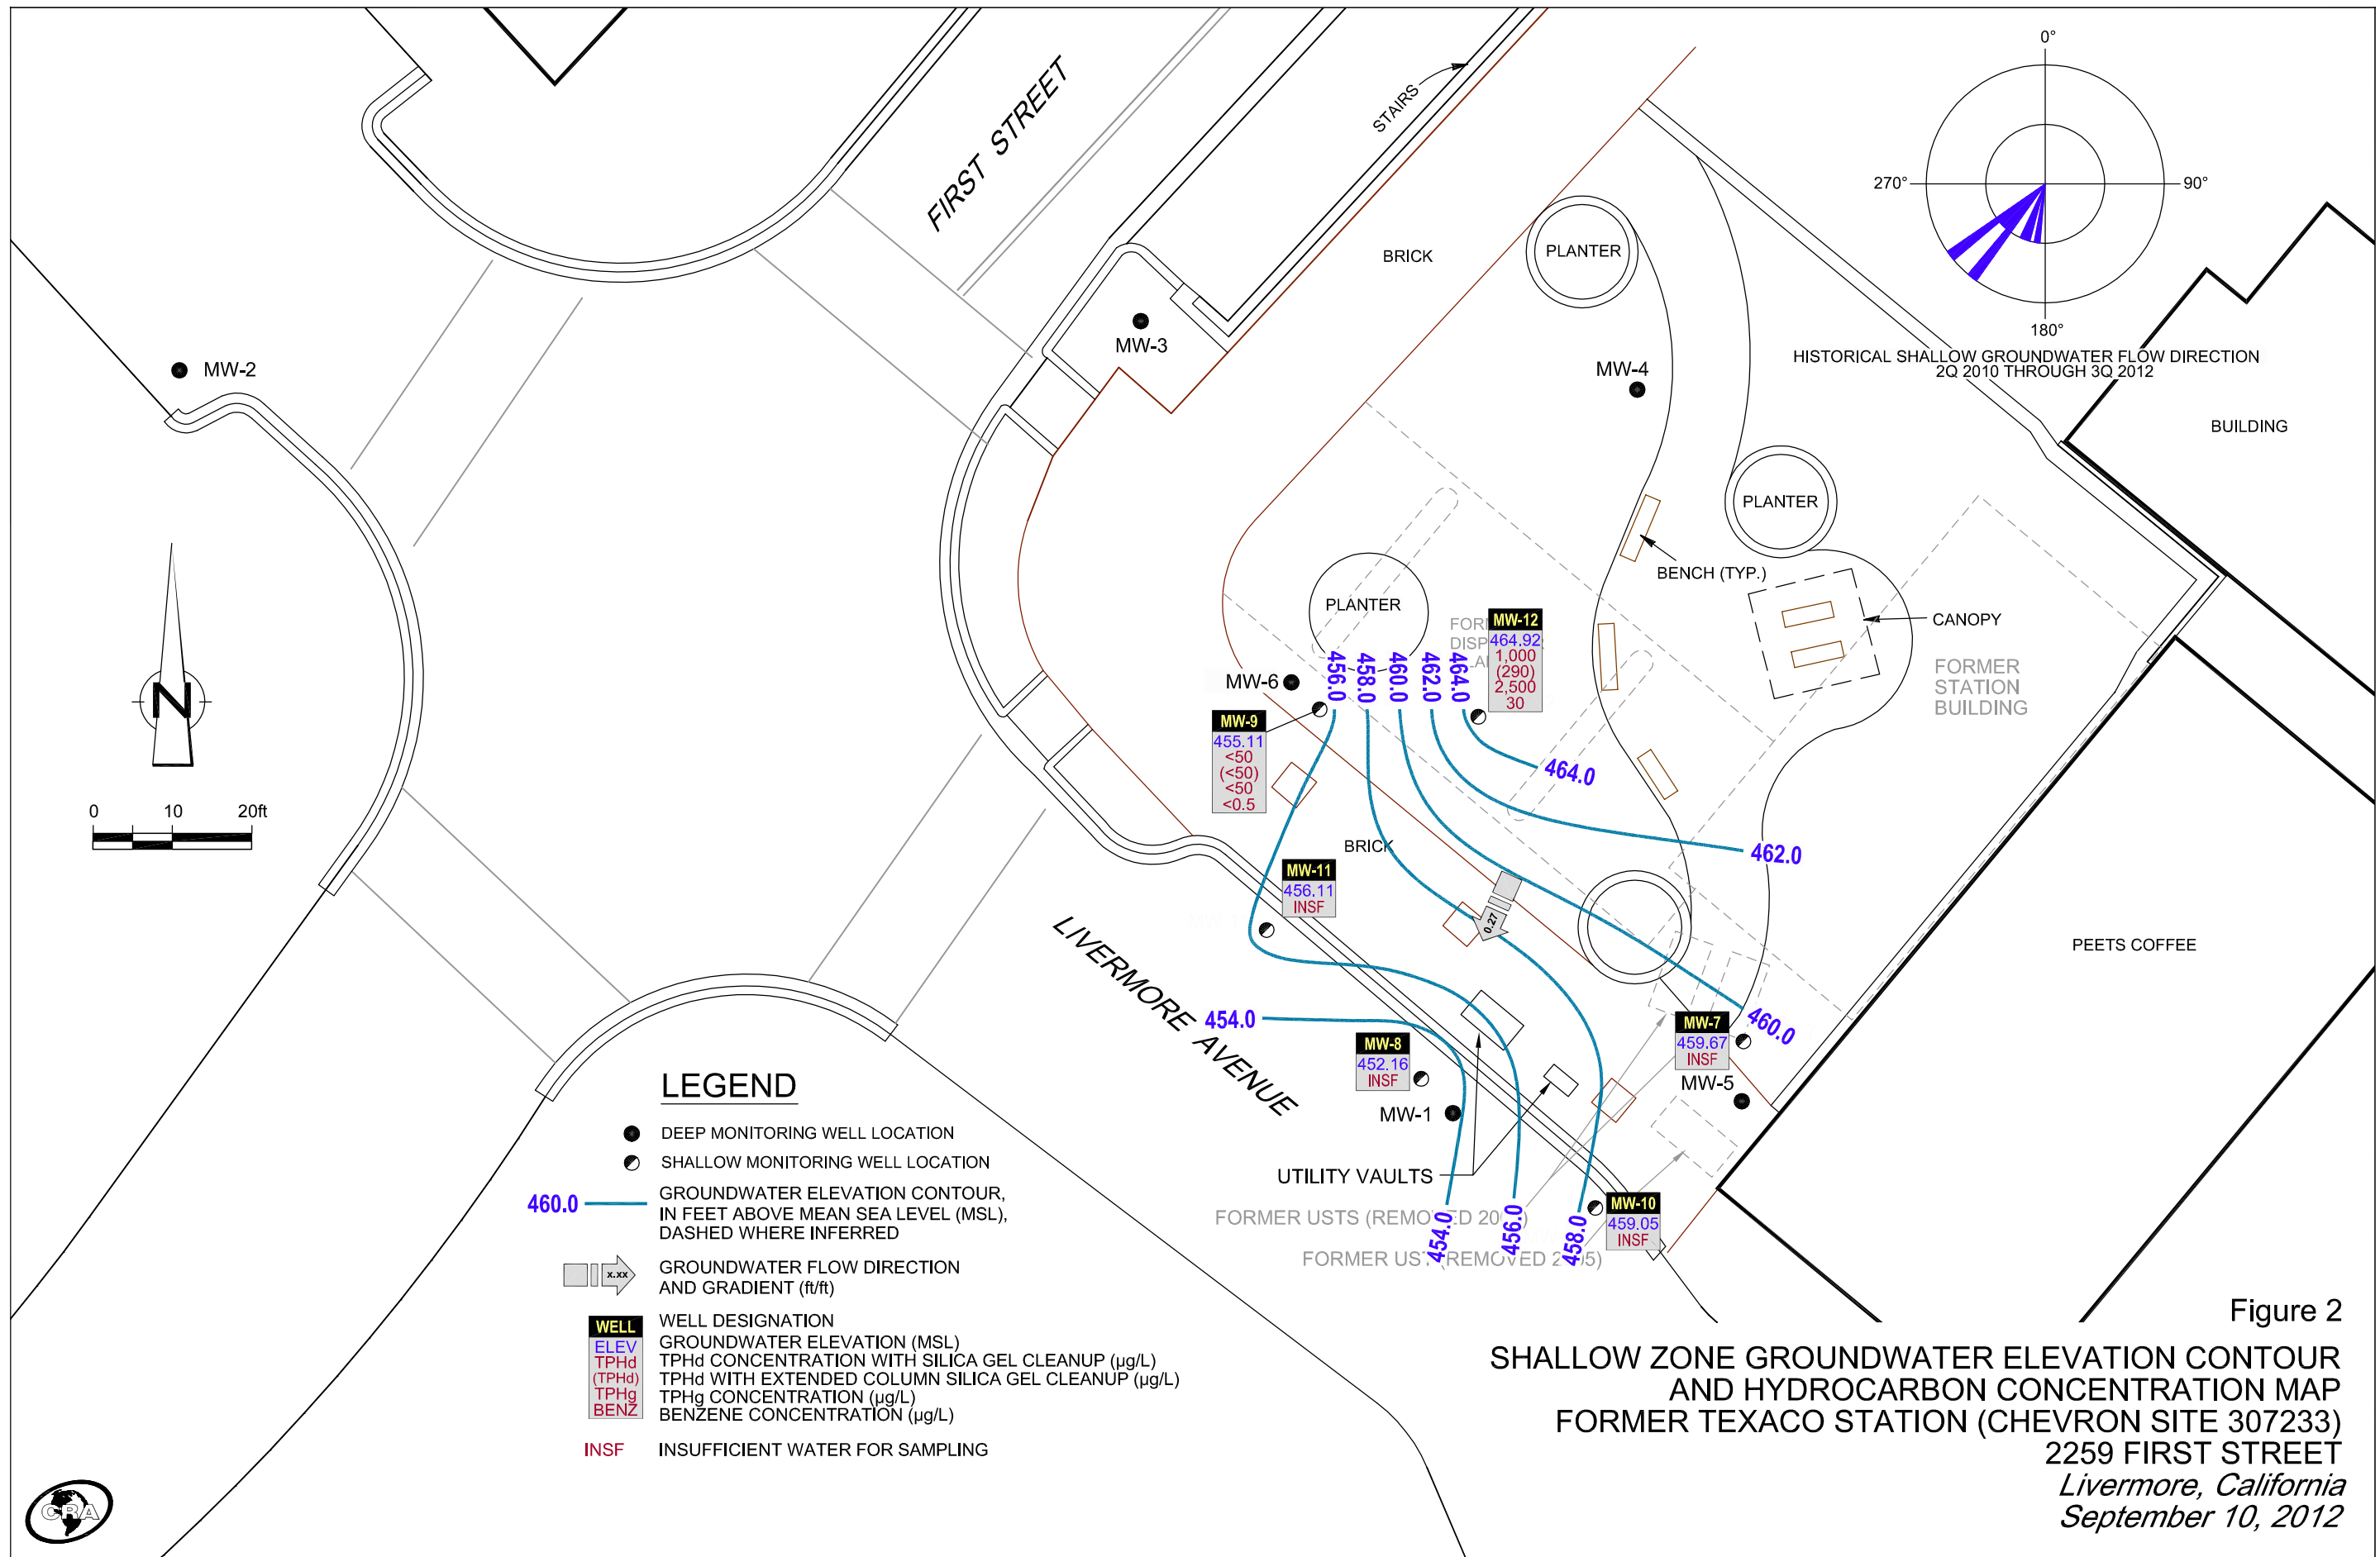 0°
270°
90°
180°
HISTORICAL SHALLOW GROUNDWATER FLOW DIRECTION
2Q 2010 THROUGH 3Q 2012
FIRST STREET
STAIRS
BRICK
PLANTER
MW-3
MW-2
MW-4
BUILDING
PLANTER
BENCH (TYP.)
CANOPY
FORMER
STATION
BUILDING
PLANTER
MW-12
464.92
1,000
(290)
2,500
30
MW-6
456.0
458.0
460.0
462.0
464.0
MW-9
455.11
<50
(<50)
<50
<0.5
464.0
462.0
N
0 10 20ft
BRICK
MW-11
456.11
INSF
0.27
LIVERMORE AVENUE
PEETS COFFEE
454.0
460.0
MW-7
459.67
INSF
MW-5
MW-8
452.16
INSF
MW-1
UTILITY VAULTS
FORMER USTS (REMOVED
FORMER (REMOVED
454.0
456.0
458.0
MW-10
459.05
INSF
LEGEND
DEEP MONITORING WELL LOCATION
SHALLOW MONITORING WELL LOCATION
460.0
GROUNDWATER ELEVATION CONTOUR,
IN FEET ABOVE MEAN SEA LEVEL (MSL),
DASHED WHERE INFERRED
x.xx
GROUNDWATER FLOW DIRECTION
AND GRADIENT (ft/ft)
WELL WELL DESIGNATION
ELEV GROUNDWATER ELEVATION (MSL)
TPHd TPHd CONCENTRATION WITH SILICA GEL CLEANUP (µg/L)
(TPHd) TPHd WITH EXTENDED COLUMN SILICA GEL CLEANUP (µg/L)
TPHg TPHg CONCENTRATION (µg/L)
BENZ BENZENE CONCENTRATION (µg/L)
INSF INSUFFICIENT WATER FOR SAMPLING
CRA
Figure 2
SHALLOW ZONE GROUNDWATER ELEVATION CONTOUR
AND HYDROCARBON CONCENTRATION MAP
FORMER TEXACO STATION (CHEVRON SITE 307233)
2259 FIRST STREET
Livermore, California
September 10, 2012